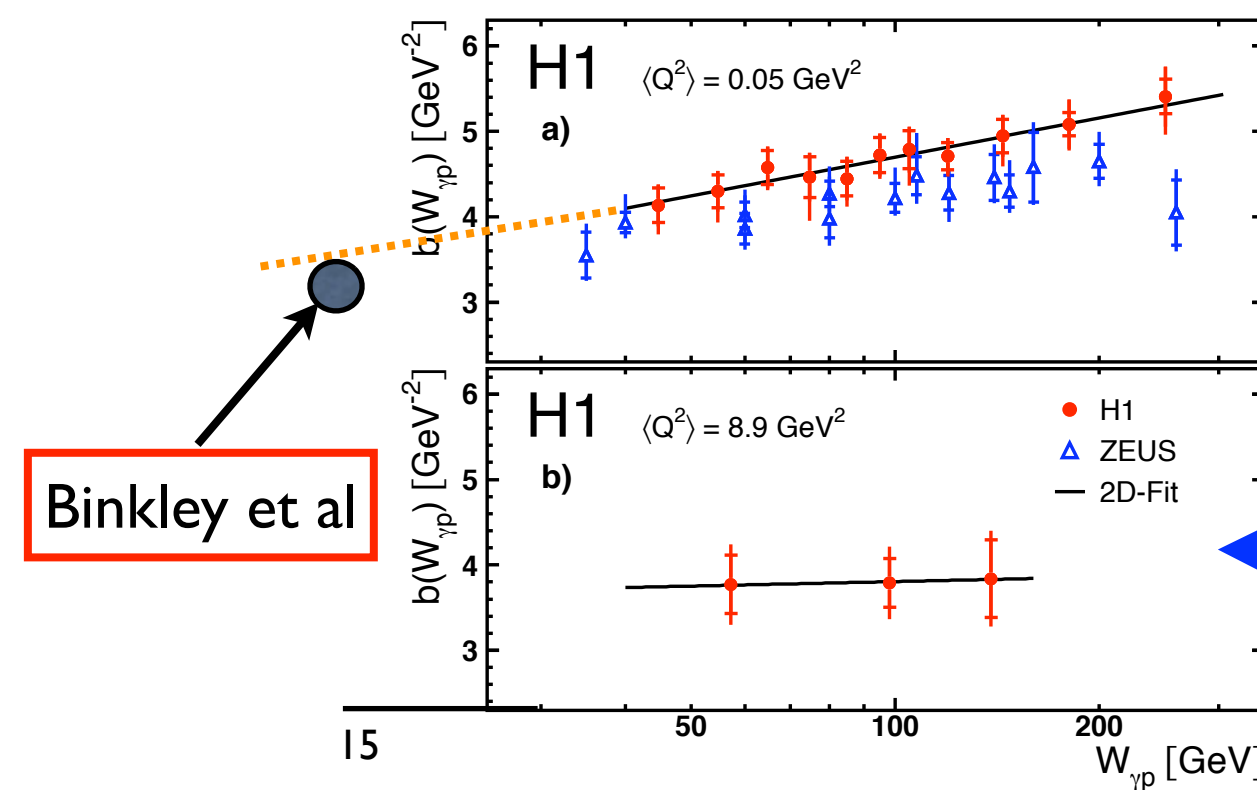 6
5
4
3
b(W_γp) [GeV⁻²]
H1 ⟨Q²⟩ = 0.05 GeV²
a)
6
5
4
3
b(W_γp) [GeV⁻²]
H1 ⟨Q²⟩ = 8.9 GeV²
b)
H1
ZEUS
2D-Fit
Binkley et al
15
50 100 200
W_γp [GeV]